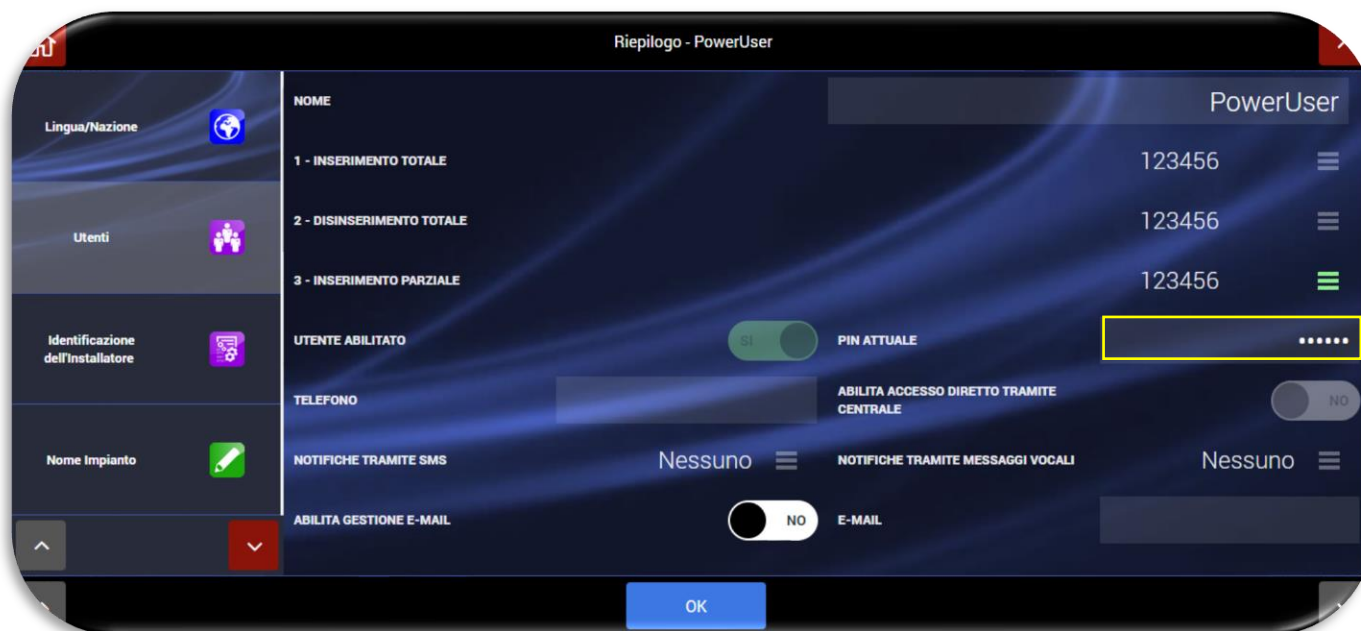 Riepilogo - PowerUser
Lingua/Nazione
Utenti
Identificazione
dell'Installatore
Nome Impianto
NOME
PowerUser
1 - INSERIMENTO TOTALE
123456
2 - DISINSERIMENTO TOTALE
123456
3 - INSERIMENTO PARZIALE
123456
UTENTE ABILITATO
SI
PIN ATTUALE
••••••
TELEFONO
ABILITA ACCESSO DIRETTO TRAMITE
CENTRALE
NO
NOTIFICHE TRAMITE SMS
Nessuno
NOTIFICHE TRAMITE MESSAGGI VOCALI
Nessuno
ABILITA GESTIONE E-MAIL
NO
E-MAIL
OK